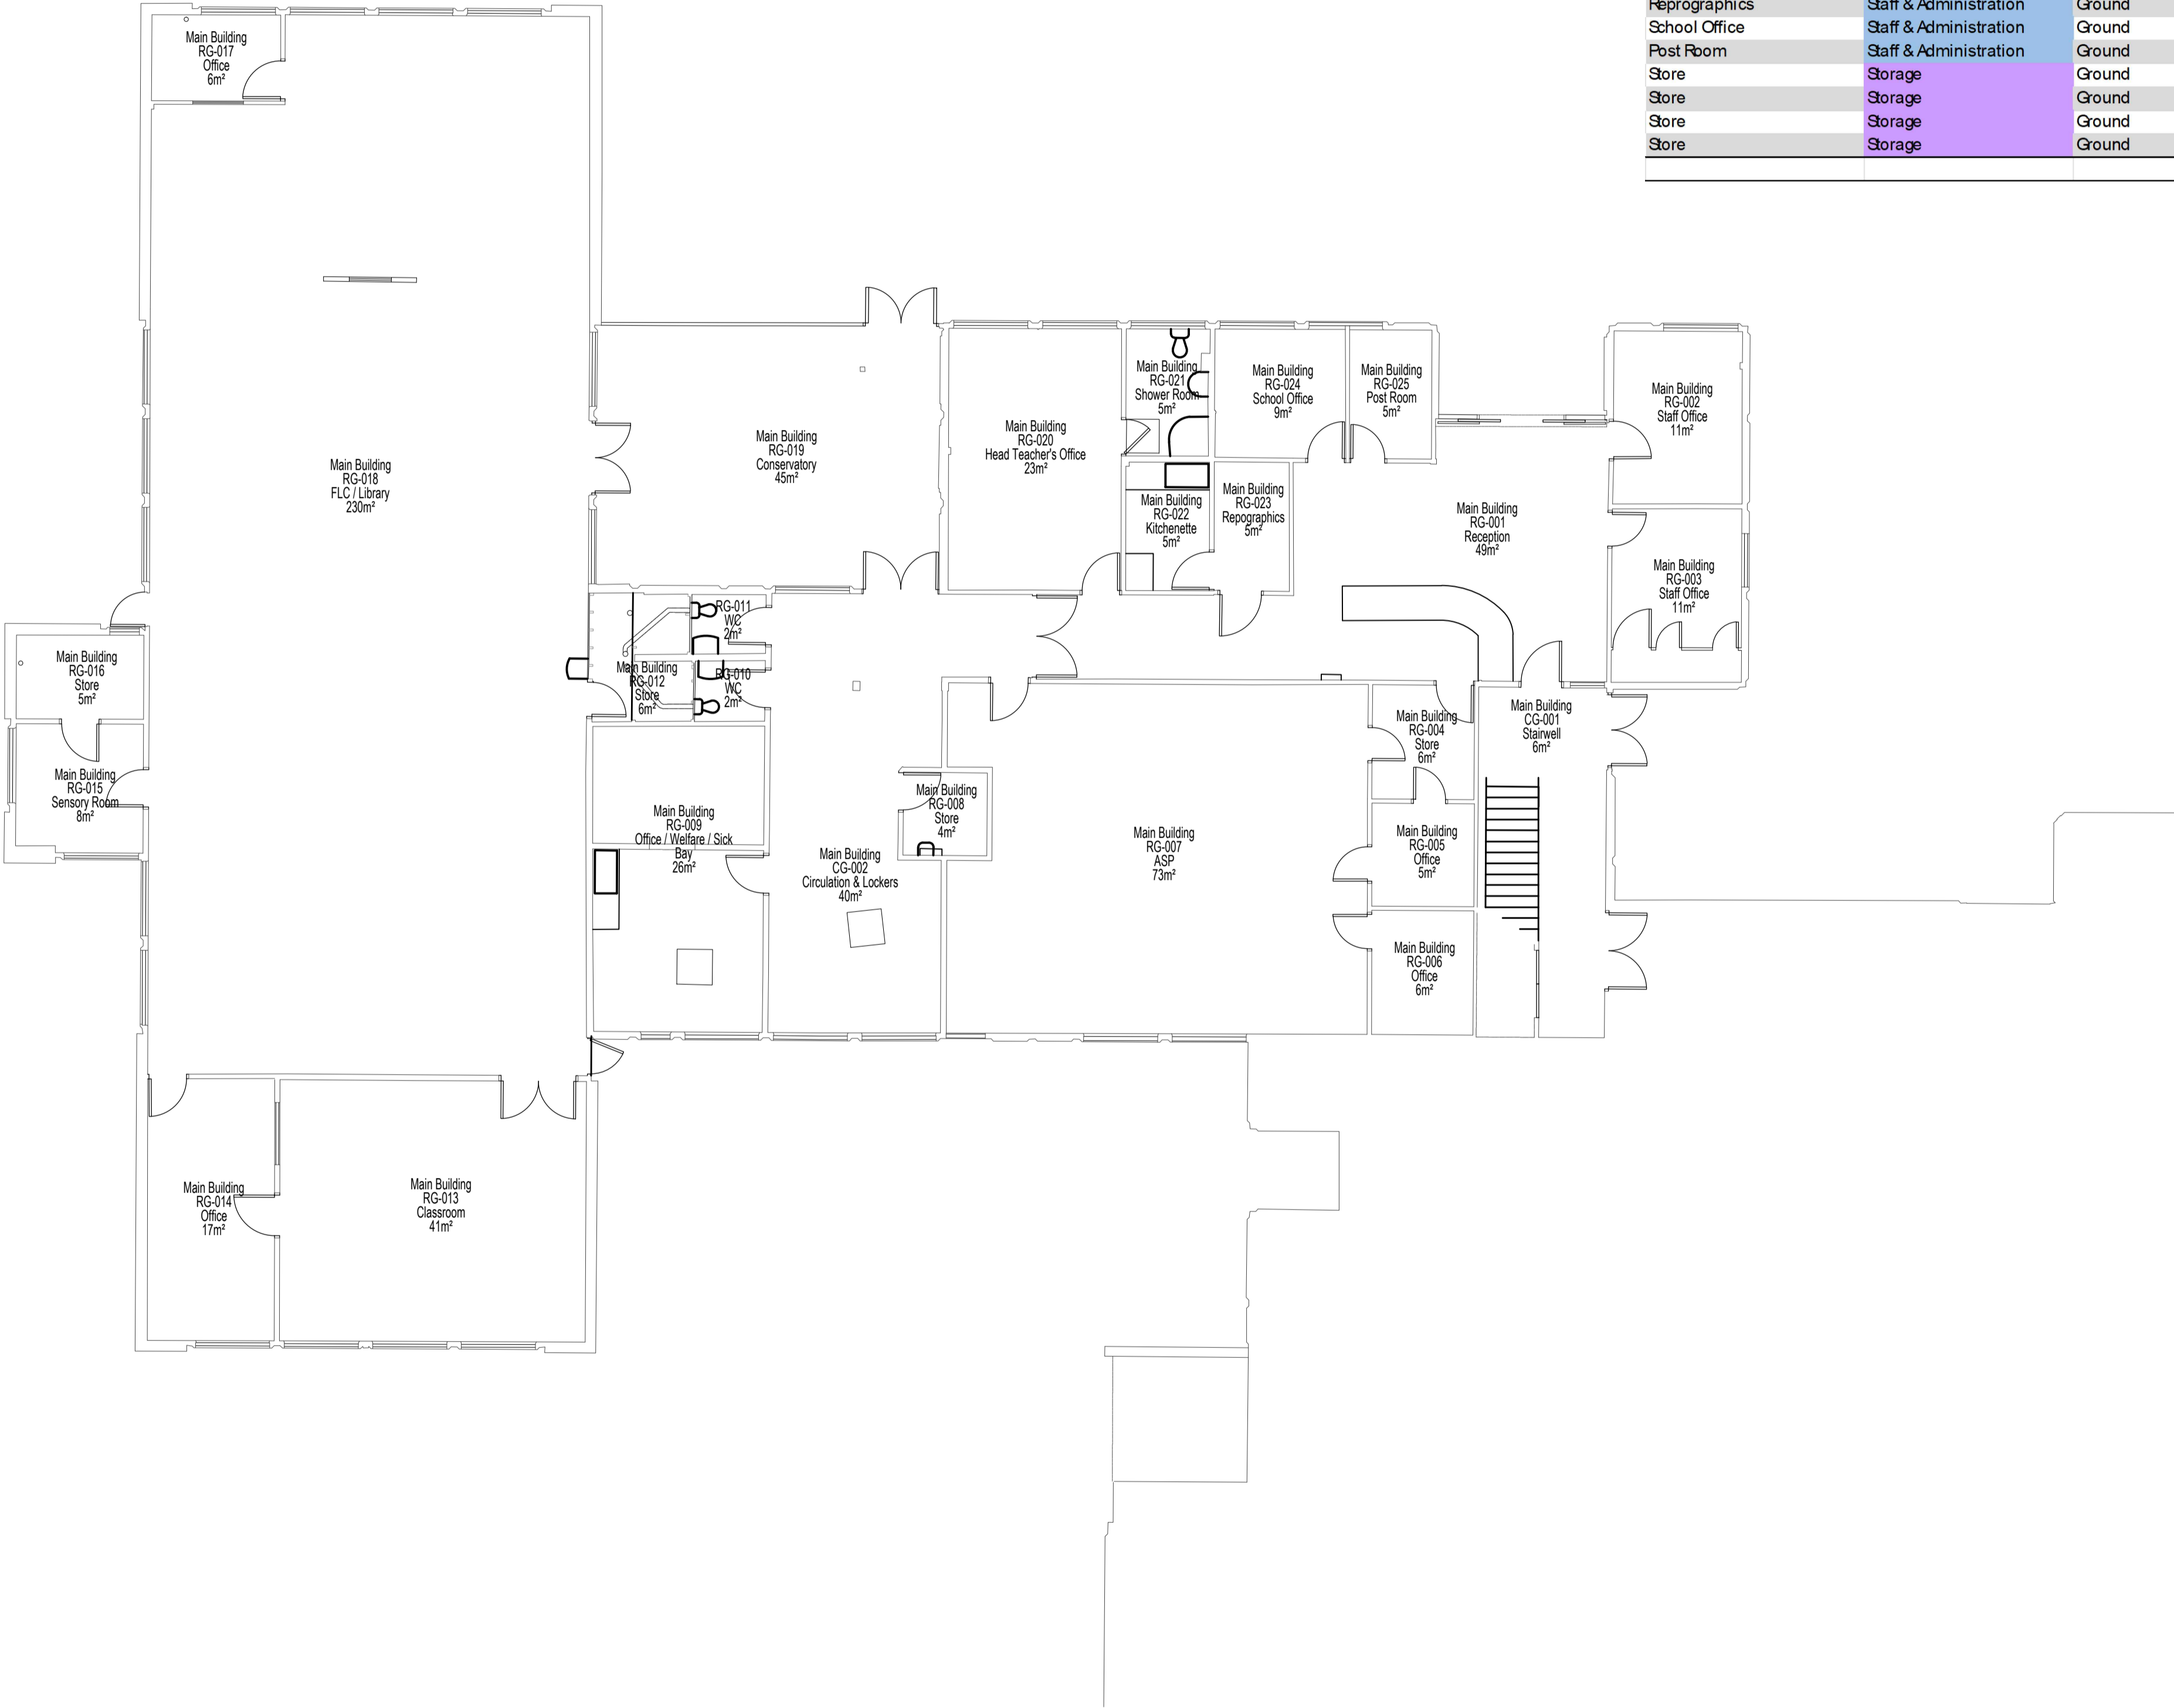 Reprographics Staff & Administration Ground
School Office Staff & Administration Ground
Post Room Staff & Administration Ground
Store Storage Ground
Store Storage Ground
Store Storage Ground
Store Storage Ground
Main Building
RG-017
Office
6m²
Main Building
RG-018
FLC / Library
230m²
Main Building
RG-019
Conservatory
45m²
Main Building
RG-020
Head Teacher's Office
23m²
Main Building
RG-021
Shower Room
5m²
Main Building
RG-024
School Office
9m²
Main Building
RG-025
Post Room
5m²
Main Building
RG-002
Staff Office
11m²
Main Building
RG-022
Kitchenette
5m²
Main Building
RG-023
Repographics
5m²
Main Building
RG-001
Reception
49m²
Main Building
RG-003
Staff Office
11m²
RG-011
WC
2m²
Main Building
RG-012
Store
6m²
RG-010
WC
2m²
Main Building
RG-016
Store
5m²
Main Building
RG-015
Sensory Room
8m²
Main Building
RG-004
Store
6m²
Main Building
CG-001
Stairwell
6m²
Main Building
RG-009
Office / Welfare / Sick
Bay
26m²
Main Building
RG-008
Store
4m²
Main Building
CG-002
Circulation & Lockers
40m²
Main Building
RG-007
ASP
73m²
Main Building
RG-005
Office
5m²
Main Building
RG-006
Office
6m²
Main Building
RG-014
Office
17m²
Main Building
RG-013
Classroom
41m²